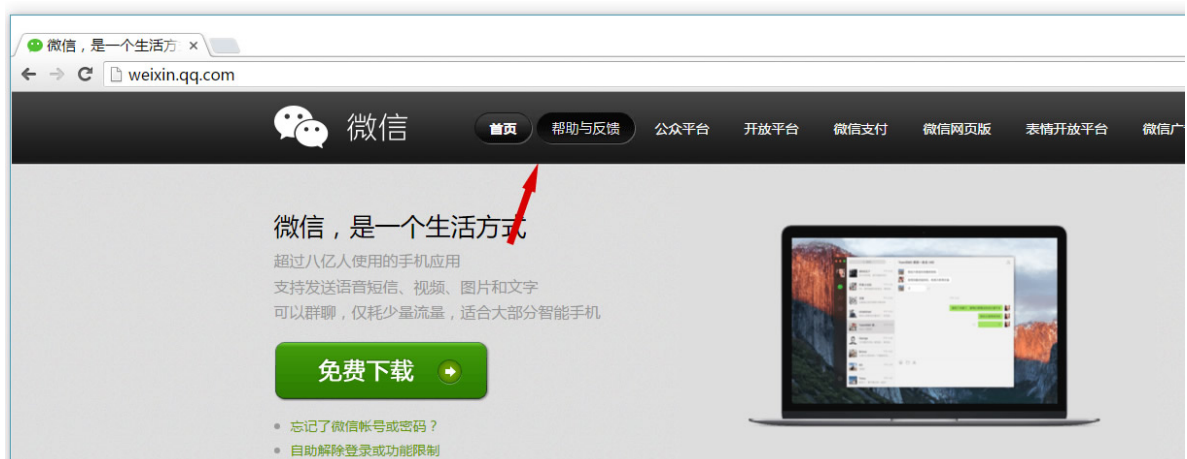 微信，是一个生活方
weixin.qq.com
微信
首页 帮助与反馈 公众平台 开放平台 微信支付 微信网页版 表情开放平台 微信广
微信，是一个生活方式
超过八亿人使用的手机应用
支持发送语音短信、视频、图片和文字
可以群聊，仅耗少量流量，适合大部分智能手机
免费下载
忘记了微信帐号或密码？
自助解除登录或功能限制